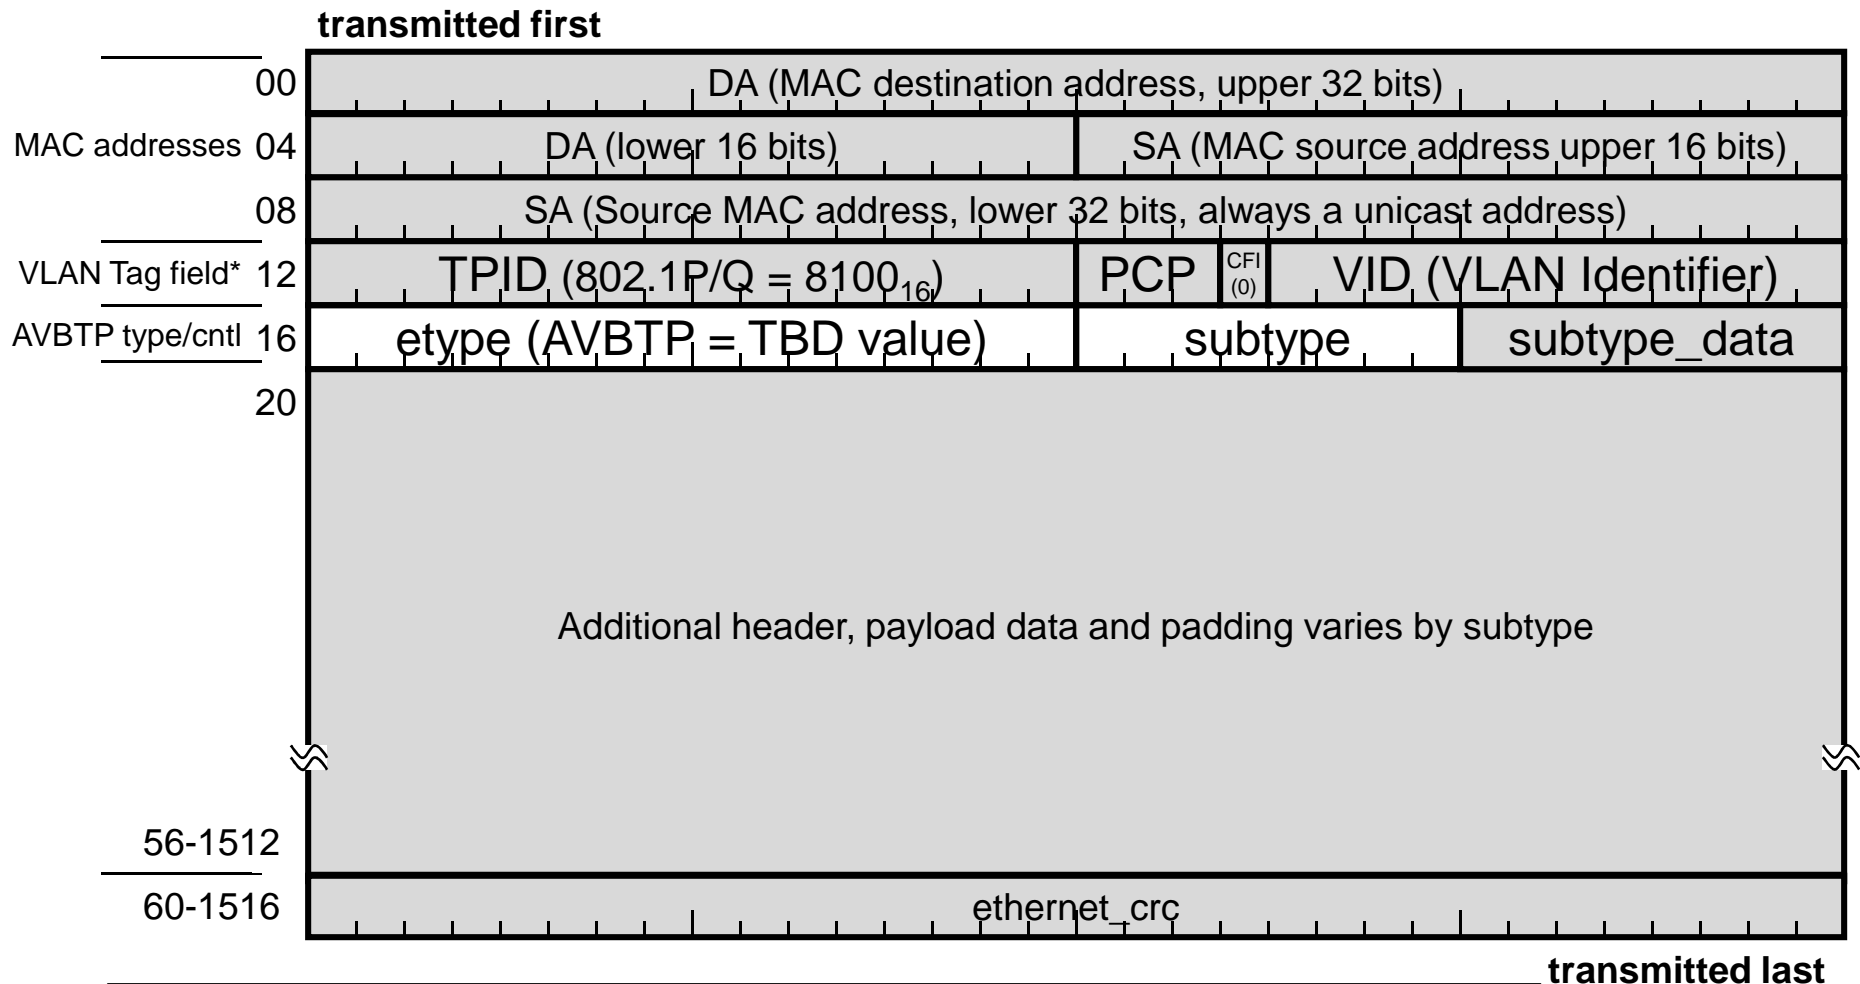 transmitted first
00 DA (MAC destination address, upper 32 bits)
MAC addresses 04 DA (lower 16 bits) SA (MAC source address upper 16 bits)
08 SA (Source MAC address, lower 32 bits, always a unicast address)
VLAN Tag field* 12 TPID (802.1P/Q = 8100₁₆) PCP CFI (0) VID (VLAN Identifier)
AVBTP type/cntl 16 etype (AVBTP = TBD value) subtype subtype_data
20
Additional header, payload data and padding varies by subtype
56-1512
60-1516 ethernet_crc
transmitted last